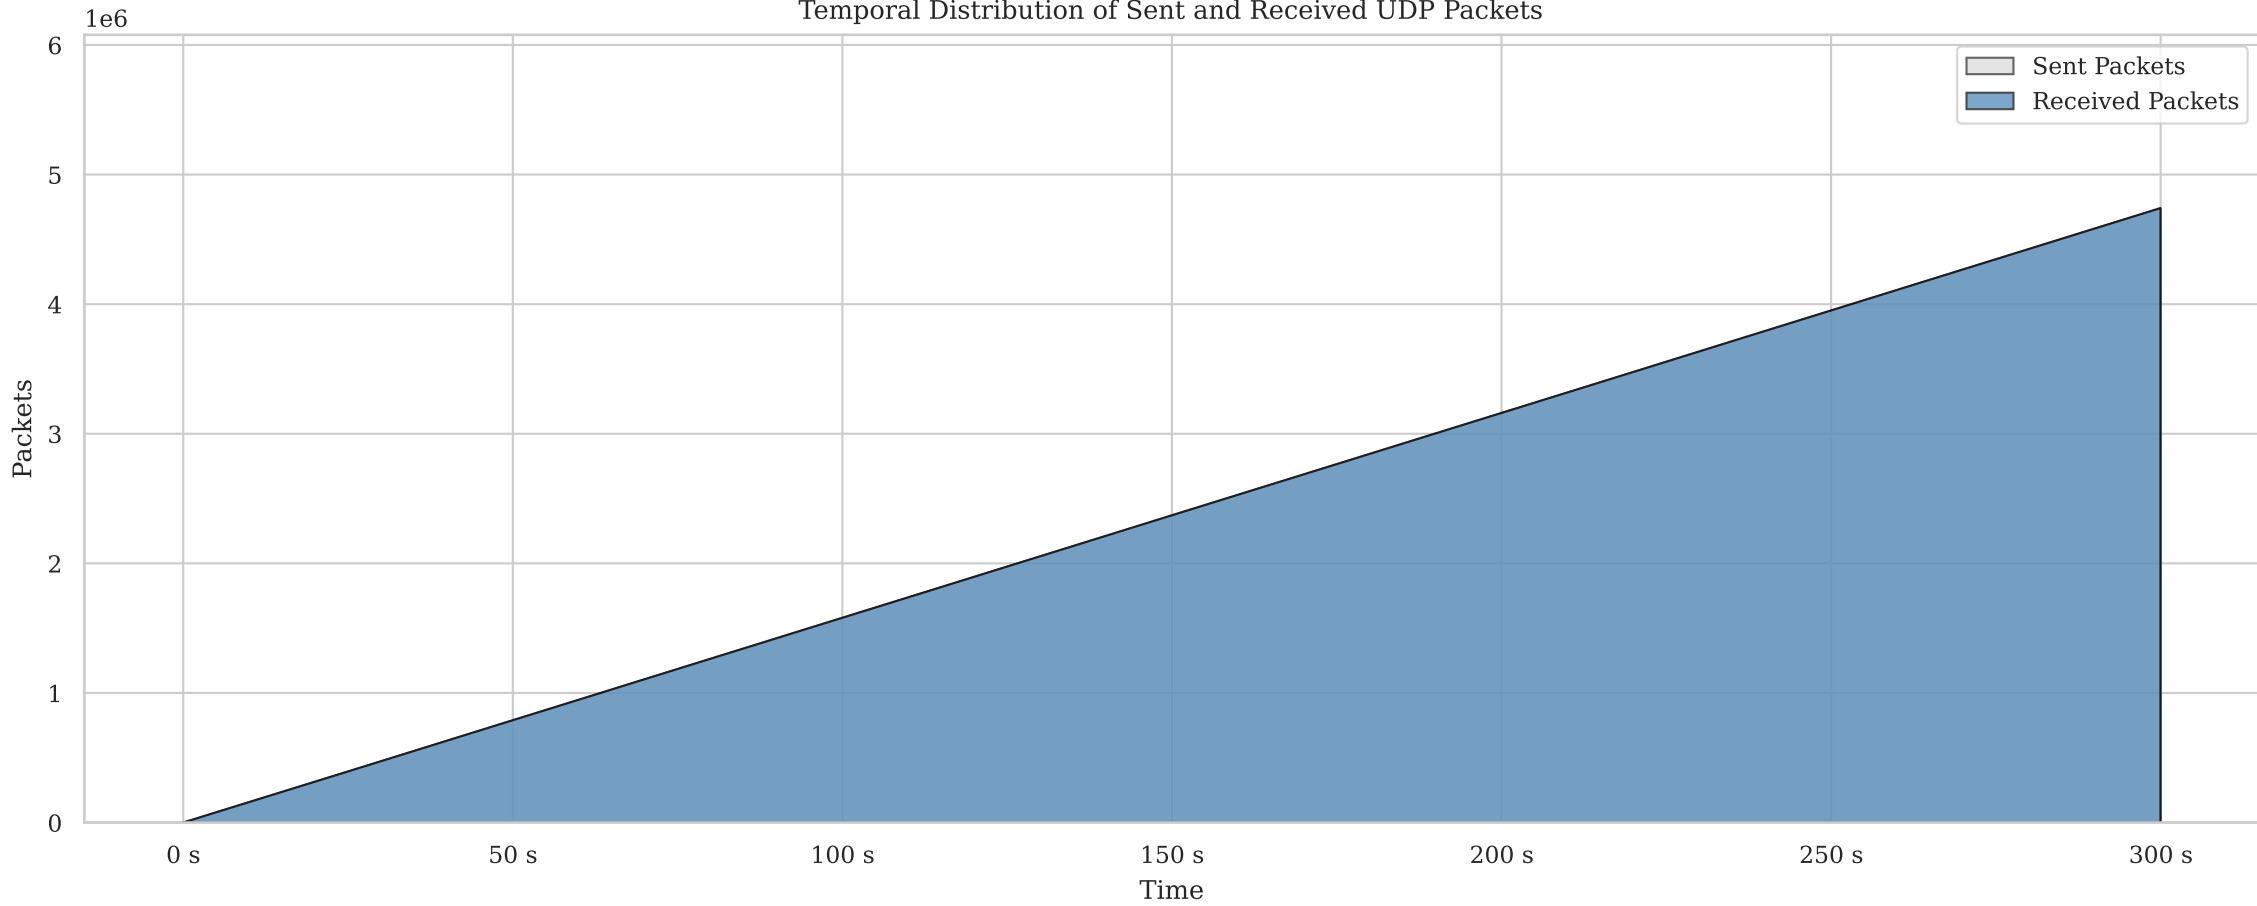 Temporal Distribution of Sent and Received UDP Packets
1e6
6
5
4
3
2
1
0
Packets
Sent Packets
Received Packets
0 s
50 s
100 s
150 s
200 s
250 s
300 s
Time